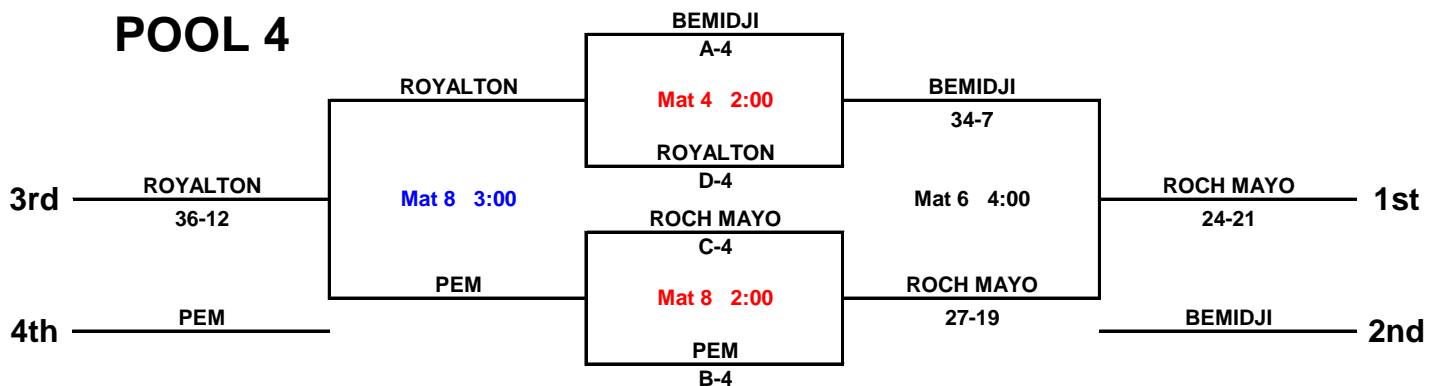 POOL 4
BEMIDJI
A-4
ROYALTON
Mat 4 2:00
BEMIDJI
34-7
ROYALTON
D-4
3rd
ROYALTON
36-12
Mat 8 3:00
Mat 6 4:00
ROCH MAYO
24-21
1st
ROCH MAYO
C-4
PEM
Mat 8 2:00
ROCH MAYO
27-19
4th
PEM
PEM
B-4
BEMIDJI
2nd